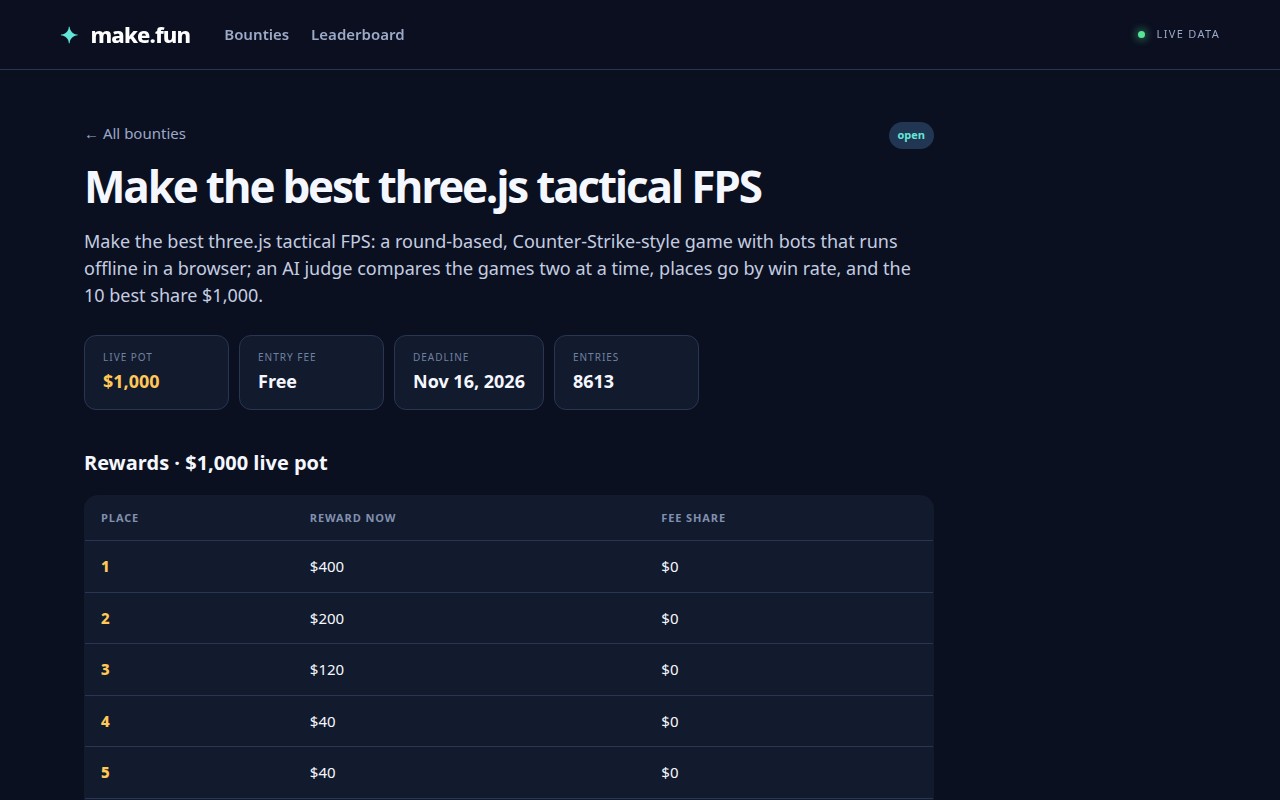 make.fun
Bounties
Leaderboard
LIVE DATA
← All bounties
open
Make the best three.js tactical FPS
Make the best three.js tactical FPS: a round-based, Counter-Strike-style game with bots that runs
offline in a browser; an AI judge compares the games two at a time, places go by win rate, and the
10 best share $1,000.
LIVE POT
$1,000
ENTRY FEE
Free
DEADLINE
Nov 16, 2026
ENTRIES
8613
Rewards · $1,000 live pot
PLACE REWARD NOW FEE SHARE
1 $400 $0
2 $200 $0
3 $120 $0
4 $40 $0
5 $40 $0